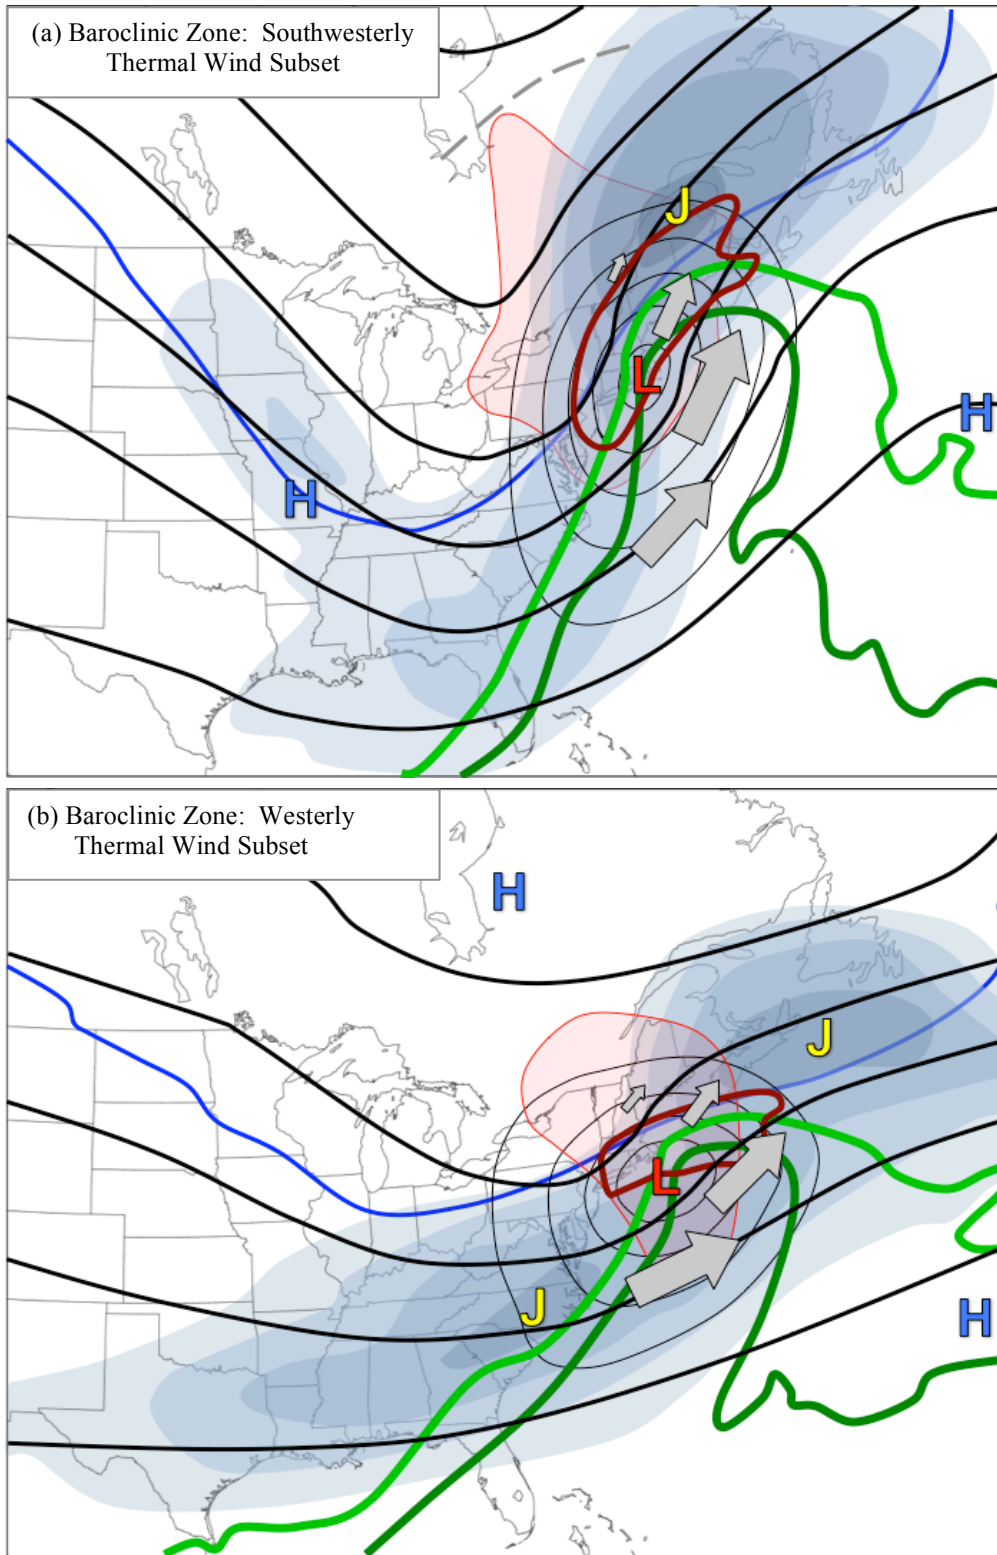 (a) Baroclinic Zone: Southwesterly
Thermal Wind Subset
J
L
H
H
(b) Baroclinic Zone: Westerly
Thermal Wind Subset
H
J
L
J
H